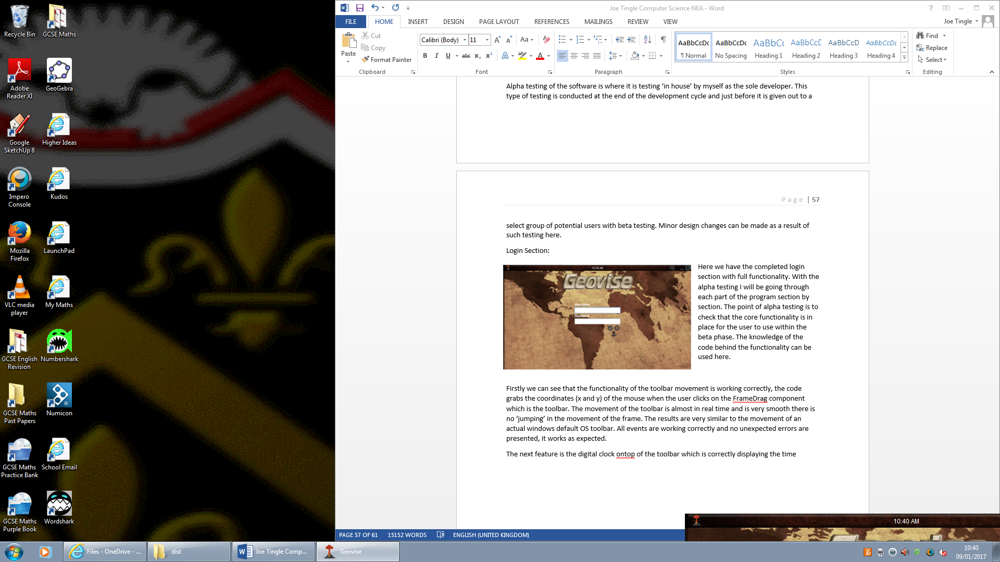 Recycle Bin
GCSE Maths
Adobe
Reader XI
GeoGebra
Google
SketchUp 8
Higher Ideas
Impero
Console
Kudos
Mozilla
Firefox
LaunchPad
VLC media
player
My Maths
GCSE English
Revision
Numbershark
GCSE Maths
Past Papers
Numicon
GCSE Maths
Practice Bank
School Email
GCSE Maths
Purple Book
Wordshark
Joe Tingle Computer Science NEA - Word
FILE HOME INSERT DESIGN PAGE LAYOUT REFERENCES MAILINGS REVIEW VIEW
Joe Tingle
Paste
Cut
Copy
Format Painter
Clipboard
Calibri (Body) 11
Font
Paragraph
AaBbCcDc AaBbCcDc AaBbC( AaBbCcC AaBbCcD AaBbCcDc
¶ Normal No Spacing Heading 1 Heading 2 Heading 3 Heading 4
Styles
Find
Replace
Select
Editing
Alpha testing of the software is where it is testing ‘in house’ by myself as the sole developer. This
type of testing is conducted at the end of the development cycle and just before it is given out to a
Page | 57
select group of potential users with beta testing. Minor design changes can be made as a result of
such testing here.
Login Section:
10:36 AM
Geovise
Username
Password
Here we have the completed login
section with full functionality. With the
alpha testing I will be going through
each part of the program section by
section. The point of alpha testing is to
check that the core functionality is in
place for the user to use within the
beta phase. The knowledge of the
code behind the functionality can be
used here.
Firstly we can see that the functionality of the toolbar movement is working correctly, the code
grabs the coordinates (x and y) of the mouse when the user clicks on the FrameDrag component
which is the toolbar. The movement of the toolbar is almost in real time and is very smooth there is
no ‘jumping’ in the movement of the frame. The results are very similar to the movement of an
actual windows default OS toolbar. All events are working correctly and no unexpected errors are
presented, it works as expected.
The next feature is the digital clock ontop of the toolbar which is correctly displaying the time
10:40 AM
PAGE 57 OF 61 15152 WORDS ENGLISH (UNITED KINGDOM)
Files - OneDrive - ...
dist
Joe Tingle Comp...
Geovise
10:40
09/01/2017